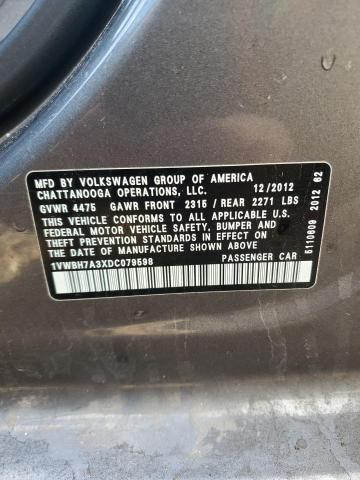 MFD BY VOLKSWAGEN GROUP OF AMERICA
CHATTANOOGA OPERATIONS, LLC. 12/2012
GVWR 4475 GAWR FRONT 2315 / REAR 2271 LBS
THIS VEHICLE CONFORMS TO ALL APPLICABLE U.S.
FEDERAL MOTOR VEHICLE SAFETY, BUMPER AND
THEFT PREVENTION STANDARDS IN EFFECT ON
THE DATE OF MANUFACTURE SHOWN ABOVE
1VWBH7A3XDC079598 PASSENGER CAR
5110609 2012 62